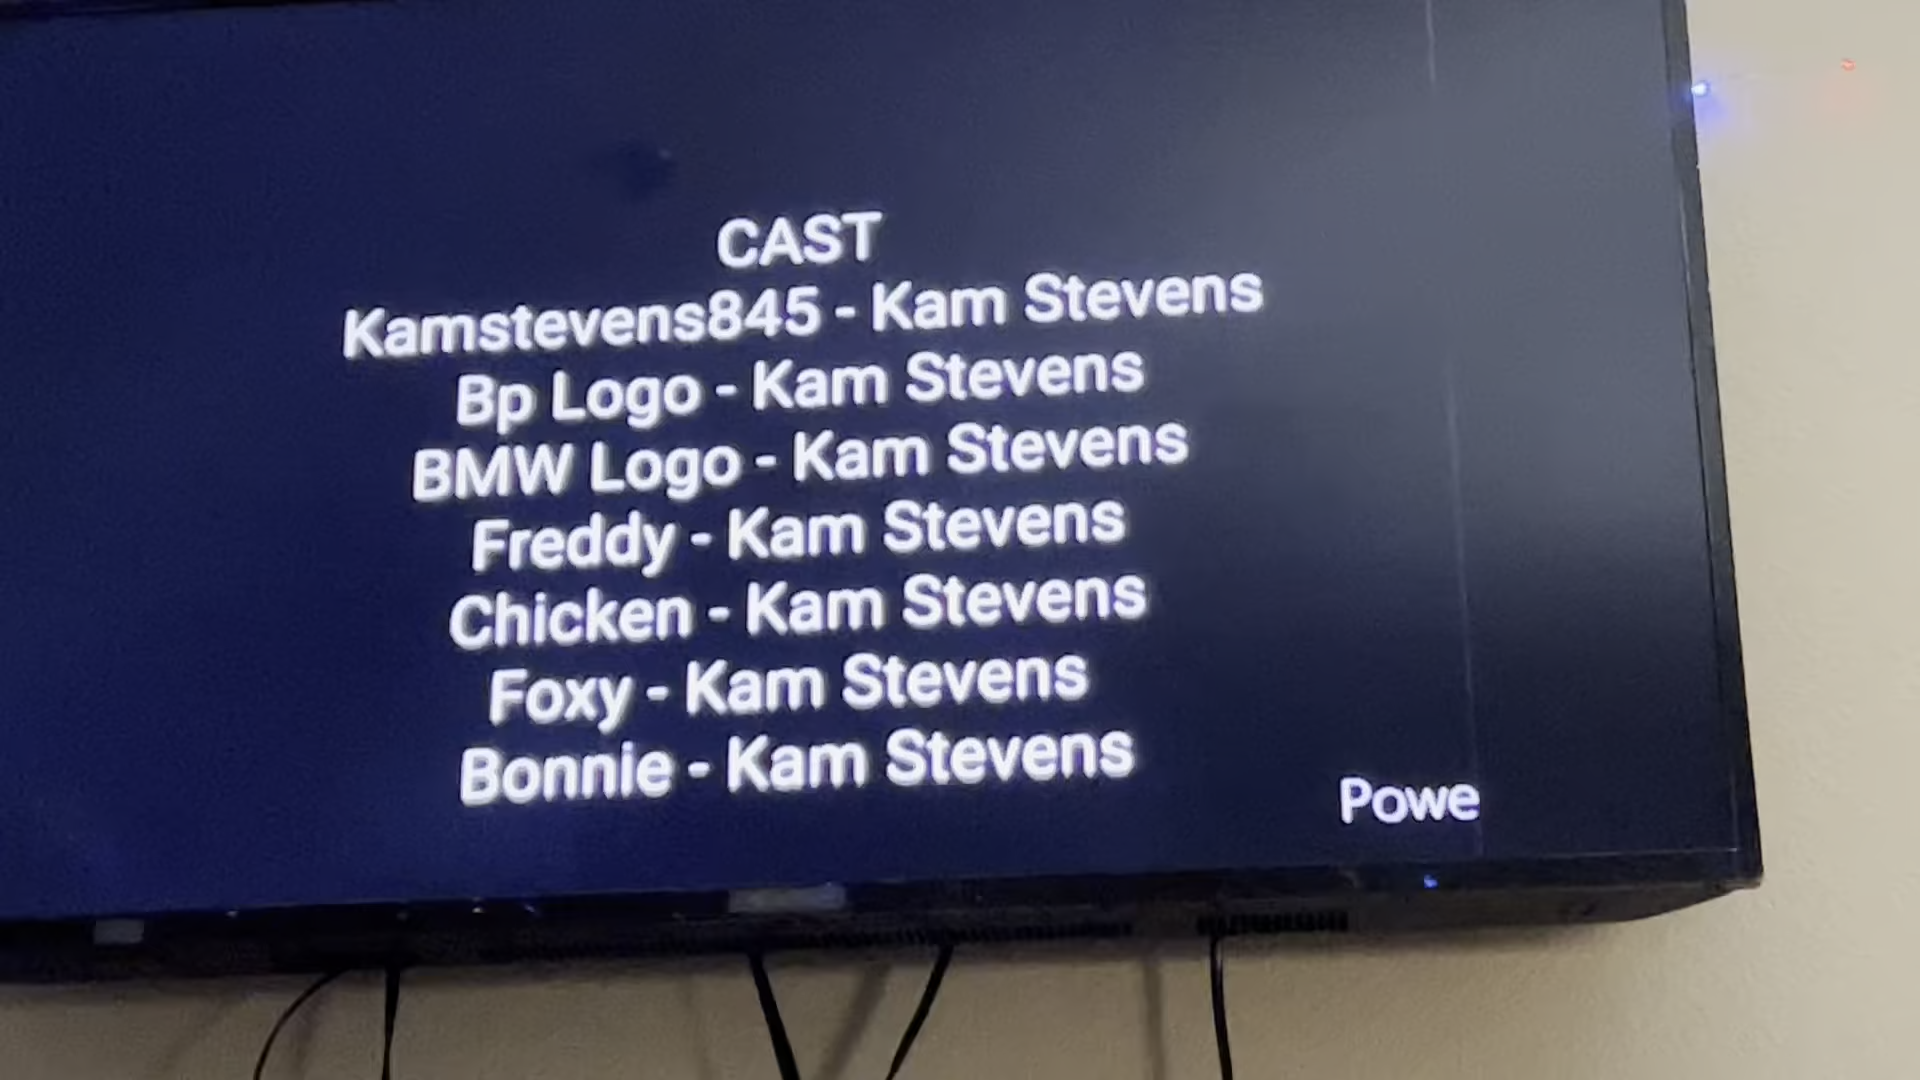 CAST
Kamstevens845 - Kam Stevens
Bp Logo - Kam Stevens
BMW Logo - Kam Stevens
Freddy - Kam Stevens
Chicken - Kam Stevens
Foxy - Kam Stevens
Bonnie - Kam Stevens
Powe